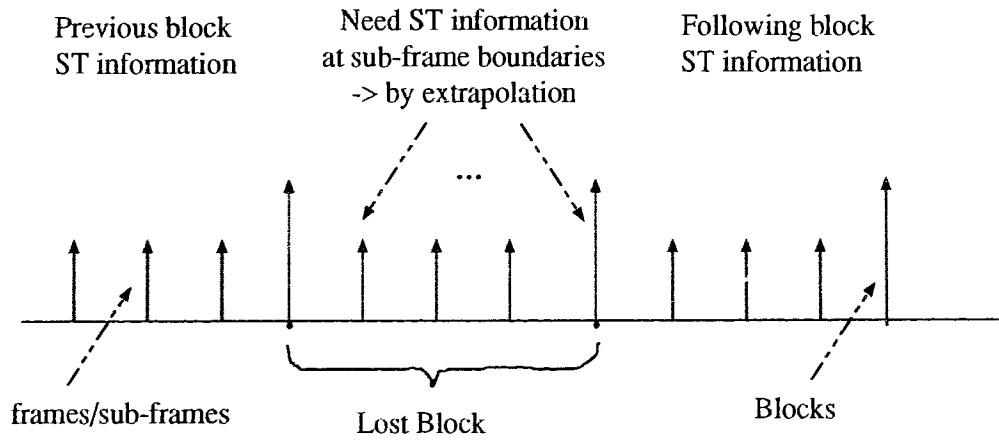 Previous block
ST information
Need ST information
at sub-frame boundaries
-> by extrapolation
Following block
ST information
...
frames/sub-frames
Lost Block
Blocks